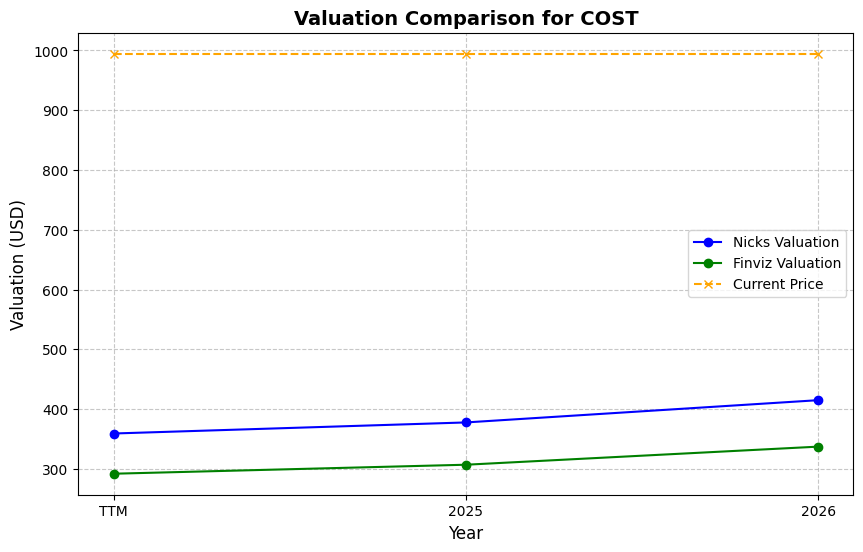 Valuation Comparison for COST
Valuation (USD)
1000
900
800
700
600
500
400
300
Nicks Valuation
Finviz Valuation
Current Price
TTM
2025
2026
Year